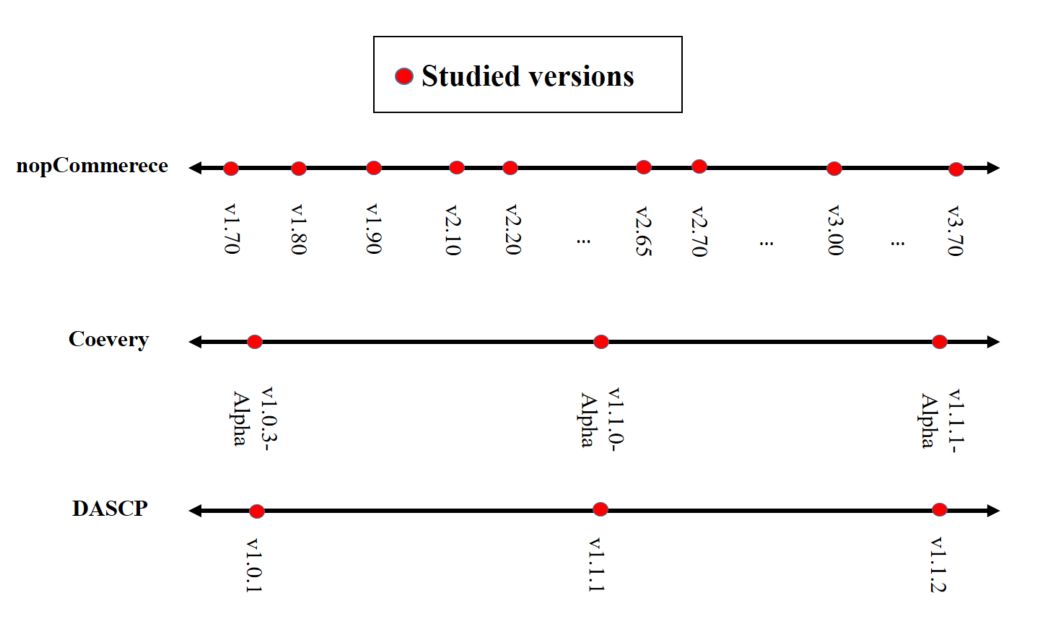 Studied versions
nopCommerece
v1.70
v1.80
v1.90
v2.10
v2.20
...
v2.65
v2.70
...
v3.00
...
v3.70
Coevery
v1.0.3-
Alpha
v1.1.0-
Alpha
v1.1.1-
Alpha
DASCP
v1.0.1
v1.1.1
v1.1.2